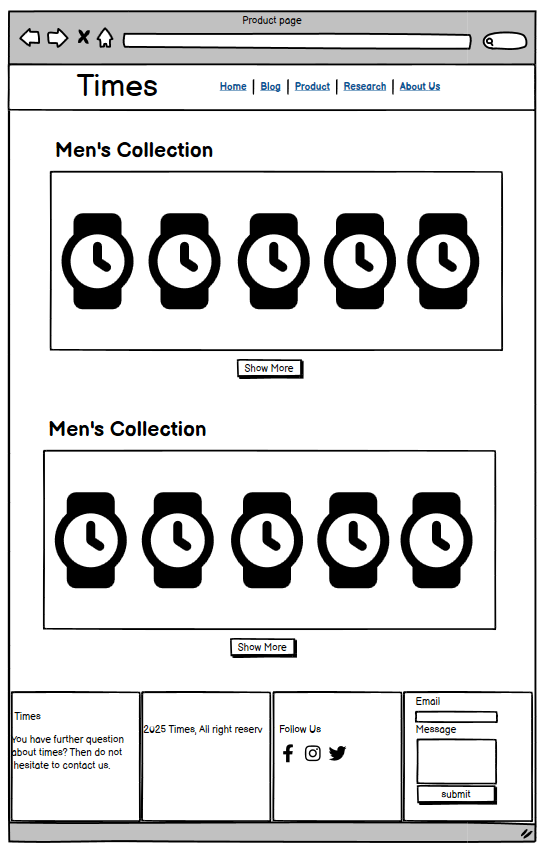 Product page
Times
Home | Blog | Product | Research | About Us
Men's Collection
Show More
Men's Collection
Show More
Times
You have further question
about times? Then do not
hesitate to contact us.
2025 Times, All right reserv
Follow Us
Email
Message
submit